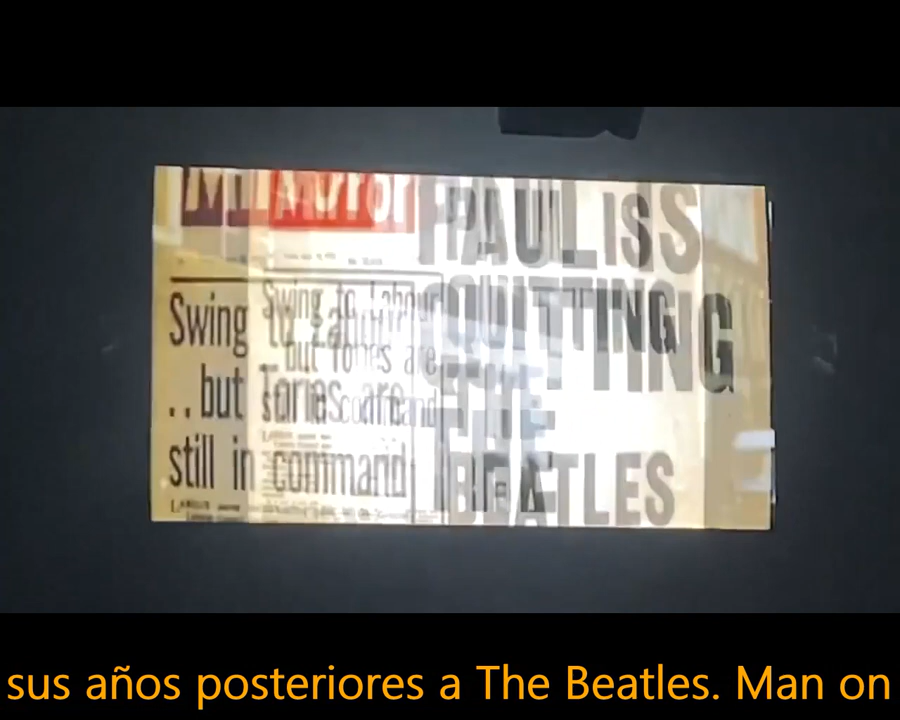 Mirror
PAUL IS
QUITTING
THE
BEATLES
Swing to Labour
..but Tories are
still in command
sus años posteriores a The Beatles. Man on